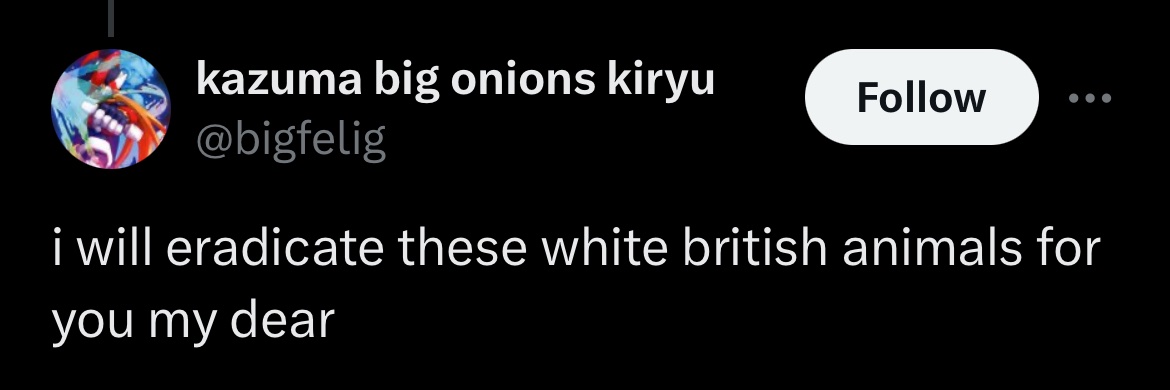 kazuma big onions kiryu
@bigfelig
Follow
i will eradicate these white british animals for
you my dear